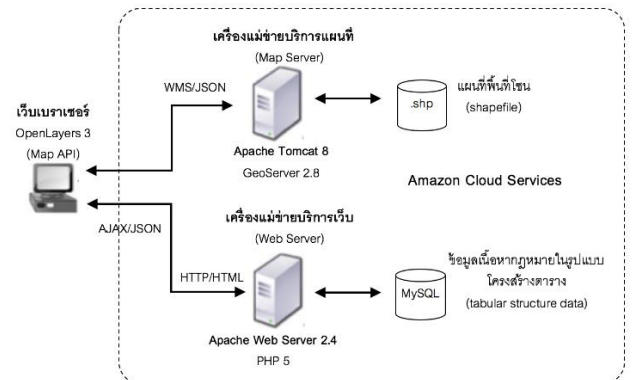 เครื่องแม่ข่ายบริการแผนที่
(Map Server)
WMS/JSON
.shp
แผนที่พื้นที่โซน
(shapefile)
เว็บเบราเซอร์
OpenLayers 3
(Map API)
Apache Tomcat 8
GeoServer 2.8
Amazon Cloud Services
เครื่องแม่ข่ายบริการเว็บ
(Web Server)
AJAX/JSON
HTTP/HTML
MySQL
ข้อมูลเนื้อหากฎหมายในรูปแบบ
โครงสร้างตาราง
(tabular structure data)
Apache Web Server 2.4
PHP 5